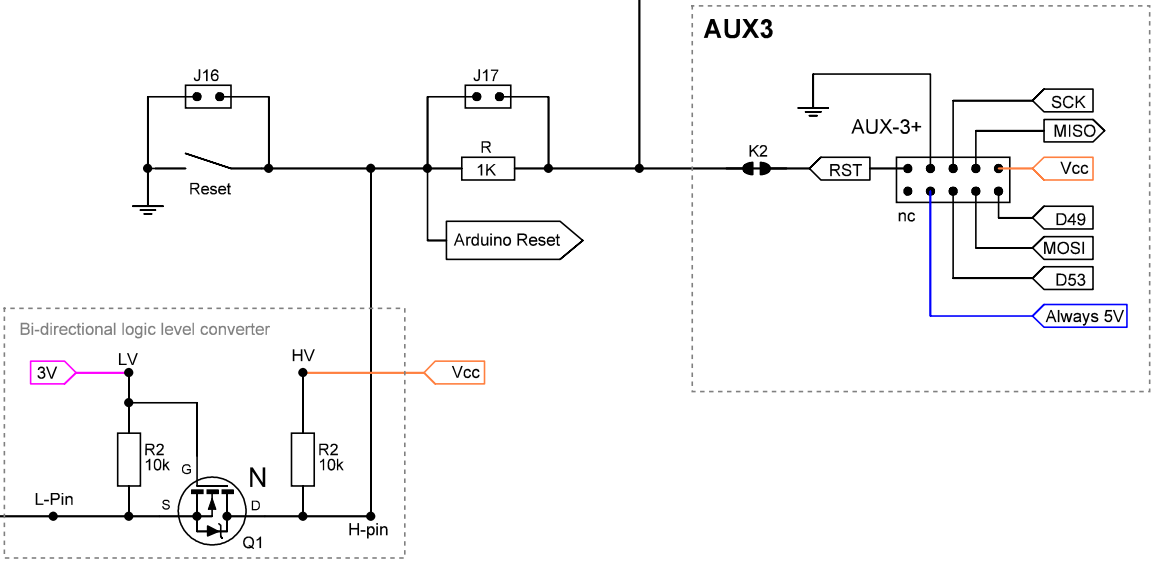 AUX3
J16
J17
SCK
AUX-3+
MISO
R
K2
1K
RST
Vcc
Reset
nc
D49
Arduino Reset
MOSI
D53
Always 5V
Bi-directional logic level converter
LV
HV
3V
Vcc
R2
10k
R2
10k
G
N
L-Pin
S
D
H-pin
Q1